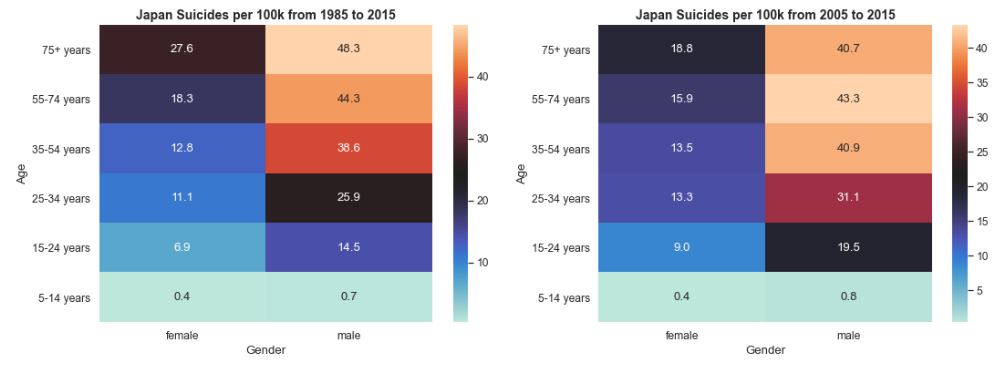 Japan Suicides per 100k from 1985 to 2015
75+ years 27.6 48.3
55-74 years 18.3 44.3
35-54 years 12.8 38.6
25-34 years 11.1 25.9
15-24 years 6.9 14.5
5-14 years 0.4 0.7
female male
Gender
Age
40
30
20
10
Japan Suicides per 100k from 2005 to 2015
75+ years 18.8 40.7
55-74 years 15.9 43.3
35-54 years 13.5 40.9
25-34 years 13.3 31.1
15-24 years 9.0 19.5
5-14 years 0.4 0.8
female male
Gender
Age
40
35
30
25
20
15
10
5